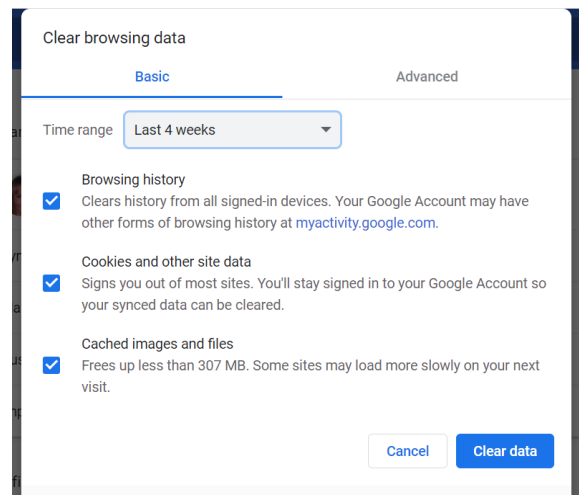 Clear browsing data
Basic
Advanced
Time range
Last 4 weeks
Browsing history
Clears history from all signed-in devices. Your Google Account may have
other forms of browsing history at myactivity.google.com.
Cookies and other site data
Signs you out of most sites. You'll stay signed in to your Google Account so
your synced data can be cleared.
Cached images and files
Frees up less than 307 MB. Some sites may load more slowly on your next
visit.
Cancel
Clear data